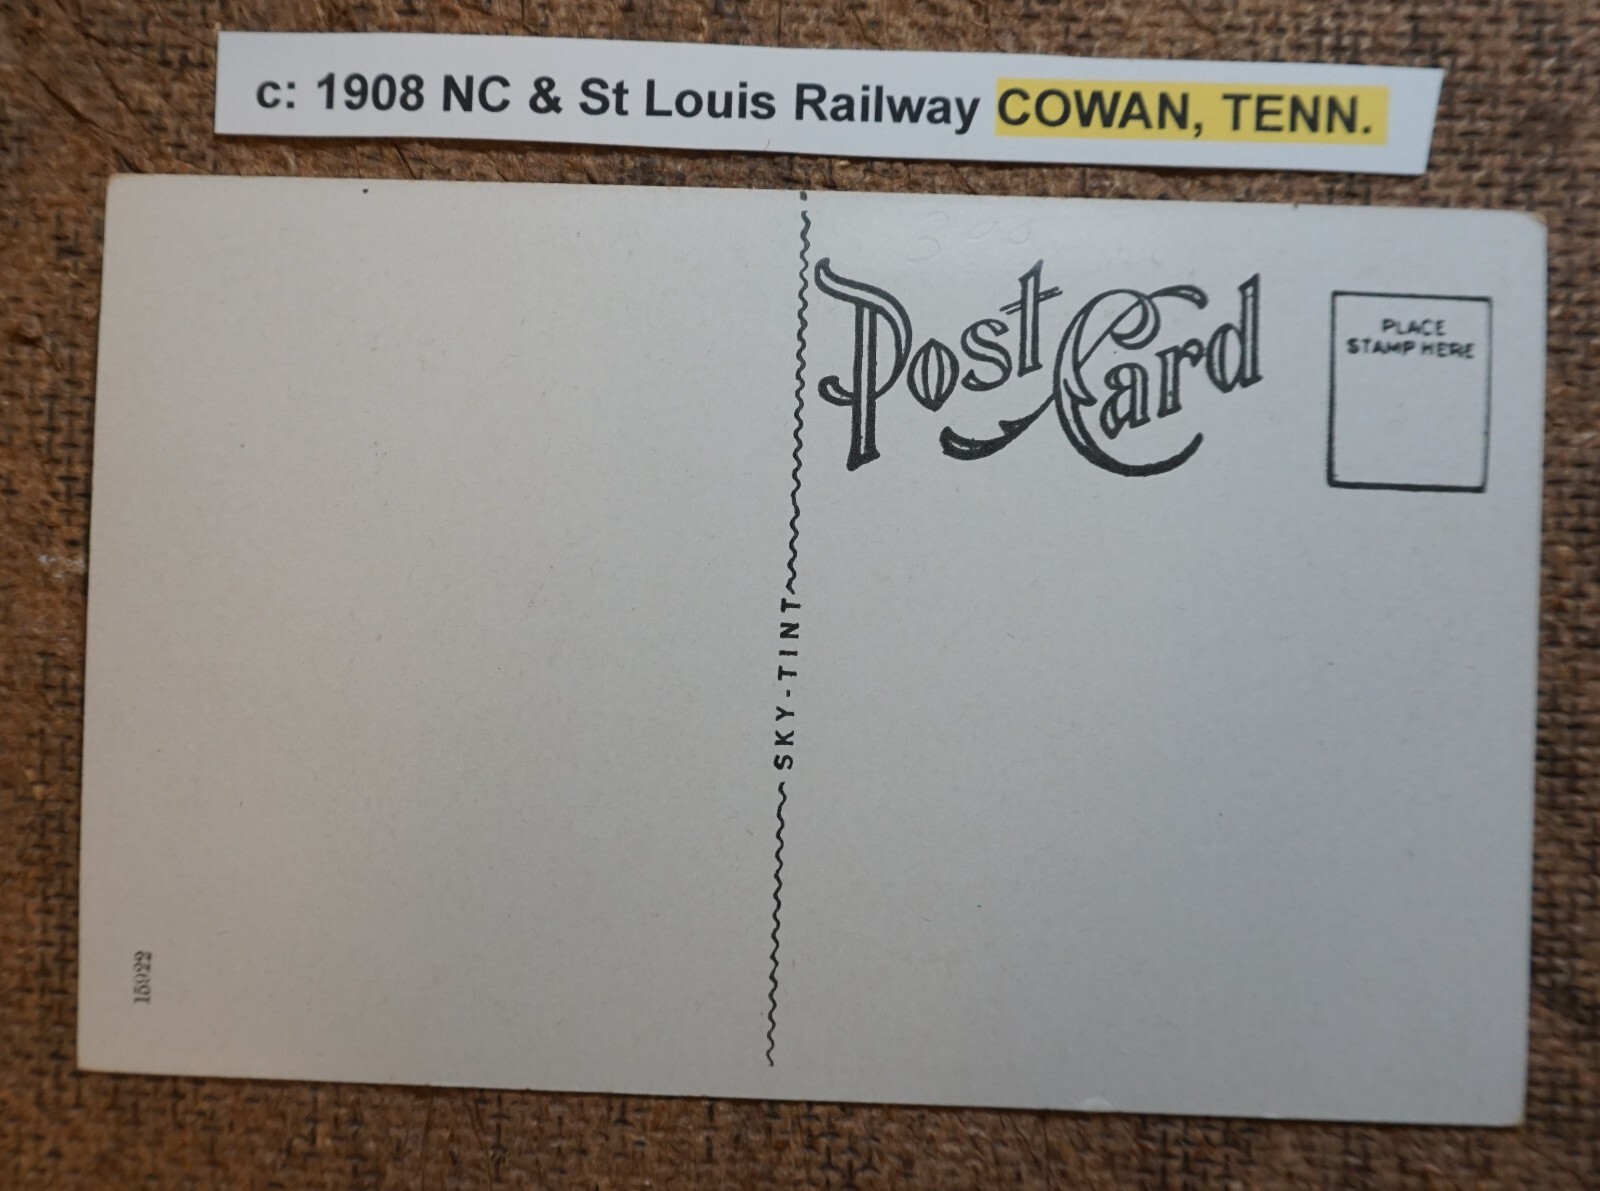 c: 1908 NC & St Louis Railway COWAN, TENN.
Post Card
PLACE
STAMP HERE
SKY-TINT
15922